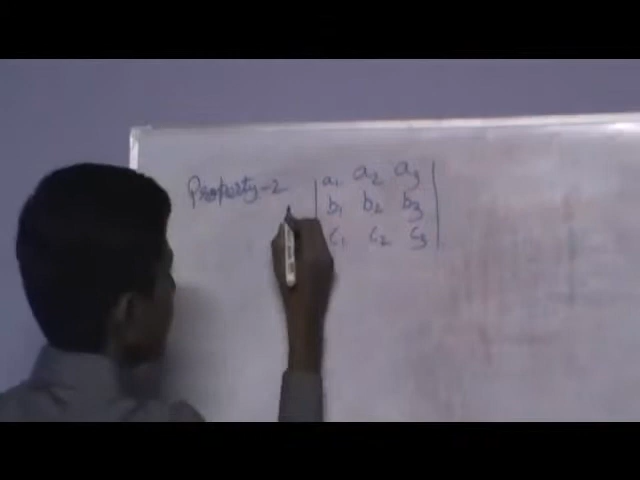 Property-2
a₁ a₂ a₃
b₁ b₂ b₃
c₁ c₂ c₃